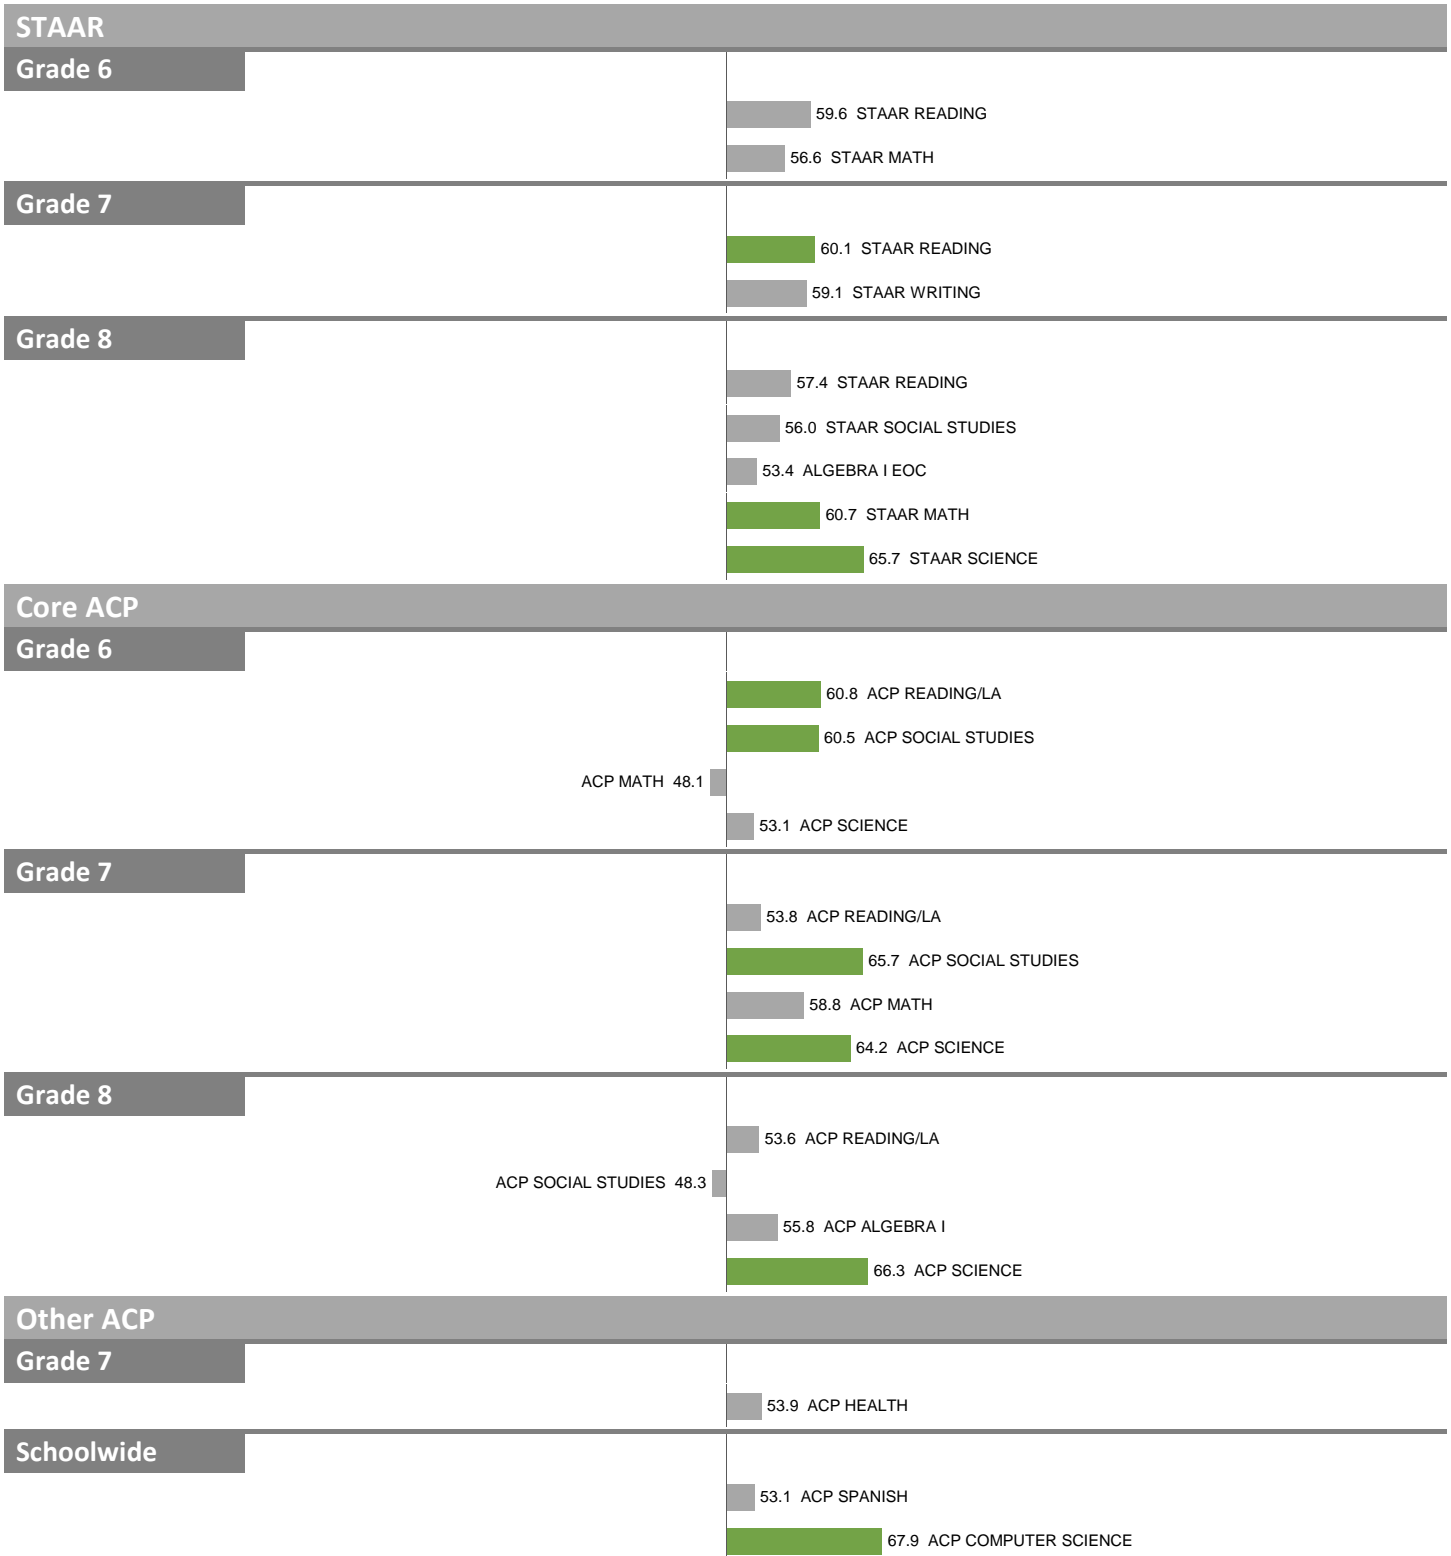 STAAR
Grade 6
59.6 STAAR READING
56.6 STAAR MATH
Grade 7
60.1 STAAR READING
59.1 STAAR WRITING
Grade 8
57.4 STAAR READING
56.0 STAAR SOCIAL STUDIES
53.4 ALGEBRA I EOC
60.7 STAAR MATH
65.7 STAAR SCIENCE
Core ACP
Grade 6
60.8 ACP READING/LA
60.5 ACP SOCIAL STUDIES
ACP MATH 48.1
53.1 ACP SCIENCE
Grade 7
53.8 ACP READING/LA
65.7 ACP SOCIAL STUDIES
58.8 ACP MATH
64.2 ACP SCIENCE
Grade 8
53.6 ACP READING/LA
ACP SOCIAL STUDIES 48.3
55.8 ACP ALGEBRA I
66.3 ACP SCIENCE
Other ACP
Grade 7
53.9 ACP HEALTH
Schoolwide
53.1 ACP SPANISH
67.9 ACP COMPUTER SCIENCE